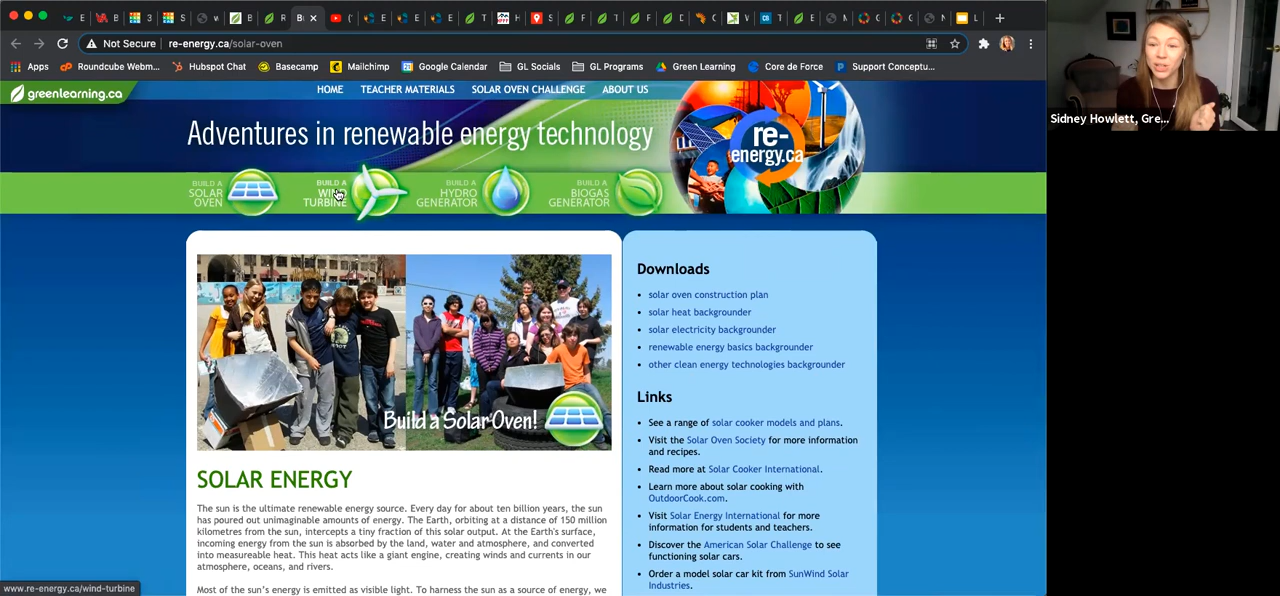 E B 3 S w B R Bu × (' E E E T H S F T F D T W T E N G G N L +
Not Secure re-energy.ca/solar-oven
Apps Roundcube Webm... Hubspot Chat Basecamp Mailchimp Google Calendar GL Socials GL Programs Green Learning Core de Force Support Conceptu...
greenlearning.ca
HOME TEACHER MATERIALS SOLAR OVEN CHALLENGE ABOUT US
Adventures in renewable energy technology
re-
energy.ca
BUILD A
SOLAR
OVEN
BUILD A
WIND
TURBINE
BUILD A
HYDRO
GENERATOR
BUILD A
BIOGAS
GENERATOR
Build a Solar Oven!
SOLAR ENERGY
The sun is the ultimate renewable energy source. Every day for about ten billion years, the sun
has poured out unimaginable amounts of energy. The Earth, orbiting at a distance of 150 million
kilometres from the sun, intercepts a tiny fraction of this solar output. At the Earth's surface,
incoming energy from the sun is absorbed by the land, water and atmosphere, and converted
into measureable heat. This heat acts like a giant engine, creating winds and currents in our
atmosphere, oceans, and rivers.
Most of the sun's energy is emitted as visible light. To harness the sun as a source of energy, we
Downloads
• solar oven construction plan
• solar heat backgrounder
• solar electricity backgrounder
• renewable energy basics backgrounder
• other clean energy technologies backgrounder
Links
• See a range of solar cooker models and plans.
• Visit the Solar Oven Society for more information
and recipes.
• Read more at Solar Cooker International.
• Learn more about solar cooking with
OutdoorCook.com.
• Visit Solar Energy International for more
information for students and teachers.
• Discover the American Solar Challenge to see
functioning solar cars.
• Order a model solar car kit from SunWind Solar
Industries.
www.re-energy.ca/wind-turbine
Sidney Howlett, Gre...